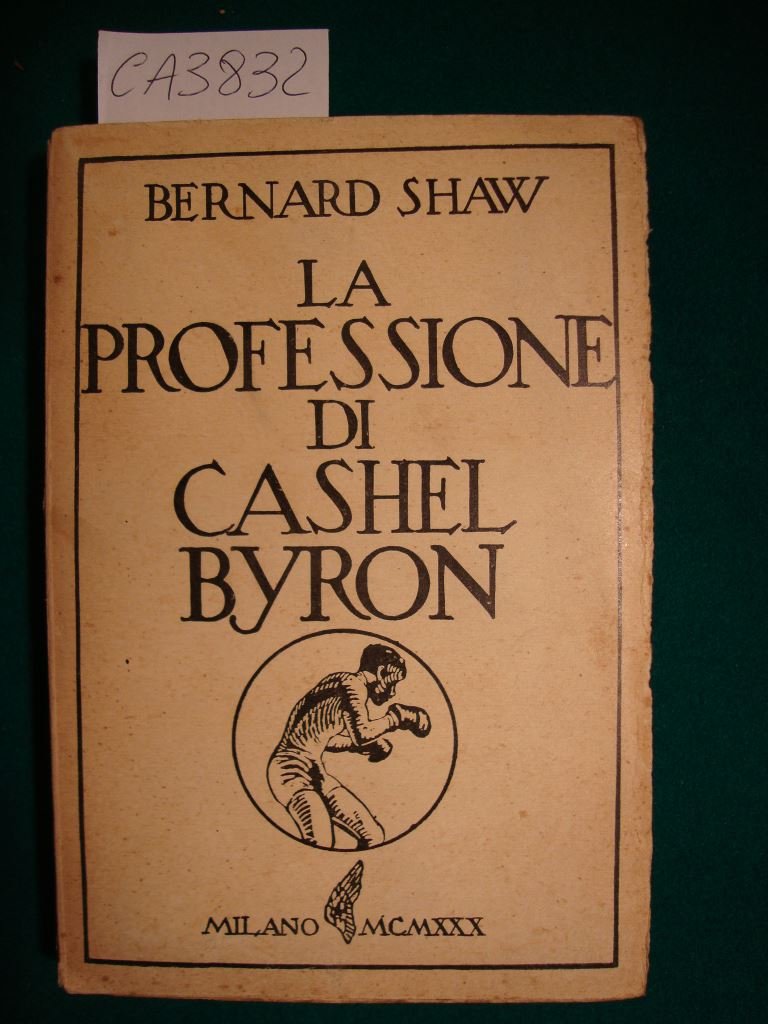 CA3832
BERNARD SHAW
LA
PROFESSIONE
DI
CASHEL
BYRON
MILANO MCMXXX